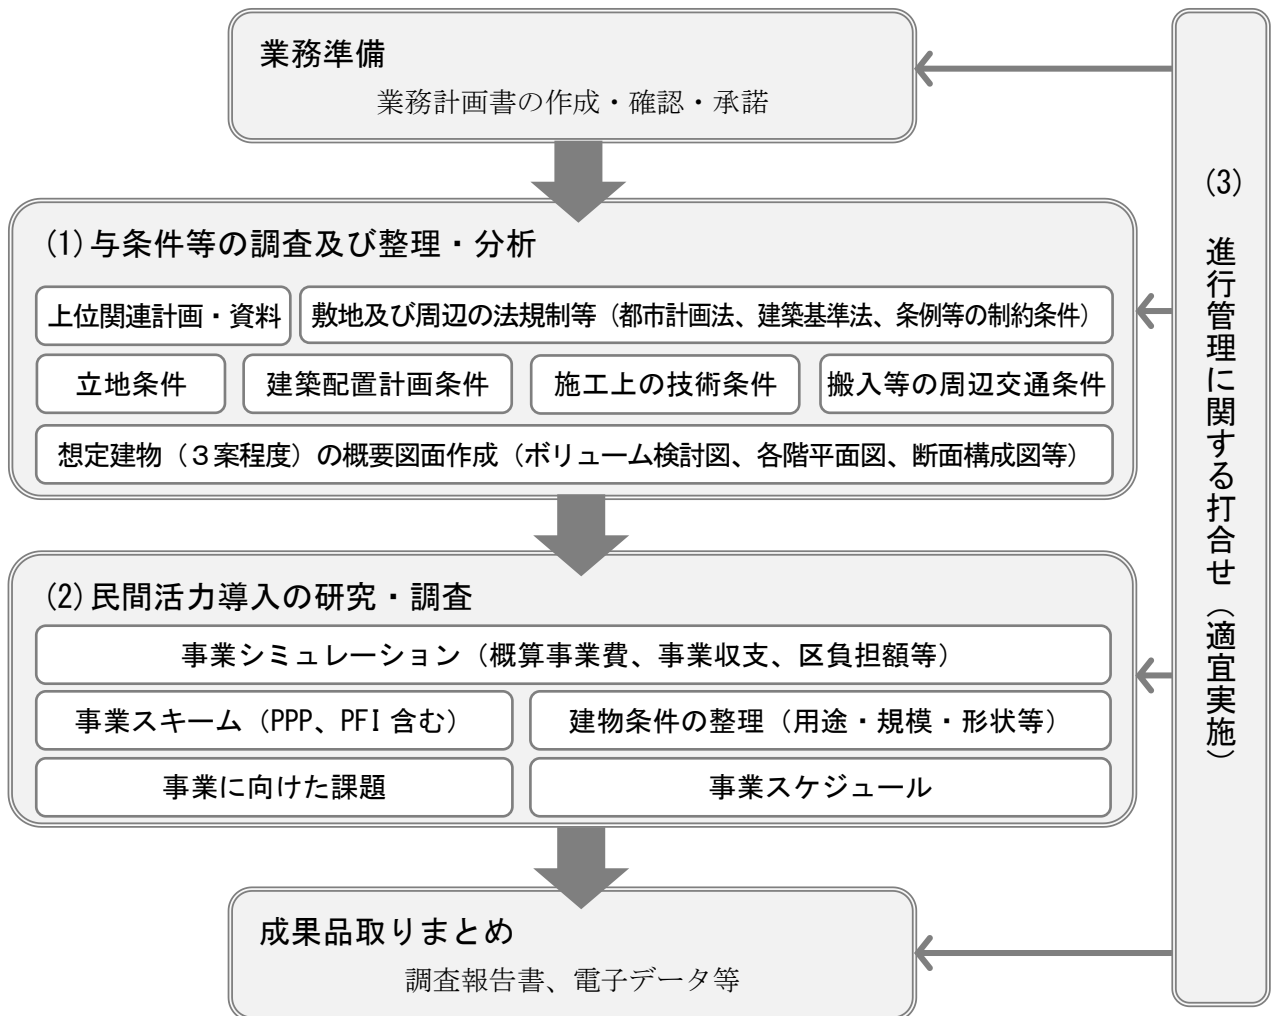 業務準備
業務計画書の作成・確認・承諾
(1)与条件等の調査及び整理・分析
上位関連計画・資料
敷地及び周辺の法規制等（都市計画法、建築基準法、条例等の制約条件）
立地条件
建築配置計画条件
施工上の技術条件
搬入等の周辺交通条件
想定建物（３案程度）の概要図面作成（ボリューム検討図、各階平面図、断面構成図等）
(2)民間活力導入の研究・調査
事業シミュレーション（概算事業費、事業収支、区負担額等）
事業スキーム（PPP、PFI 含む）
建物条件の整理（用途・規模・形状等）
事業に向けた課題
事業スケジュール
成果品取りまとめ
調査報告書、電子データ等
(3) 進行管理に関する打合せ（適宜実施）